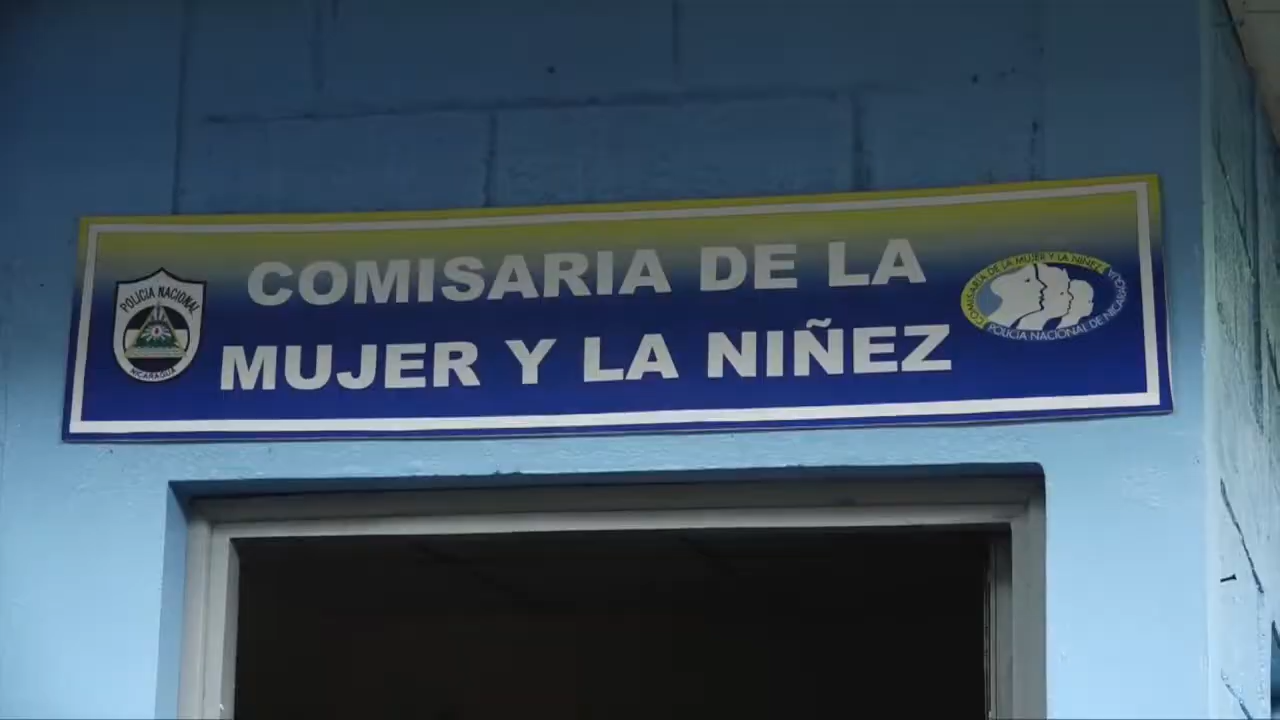 COMISARIA DE LA
MUJER Y LA NIÑEZ
POLICIA NACIONAL
NICARAGUA
COMISARIA DE LA MUJER Y LA NIÑEZ
POLICIA NACIONAL DE NICARAGUA